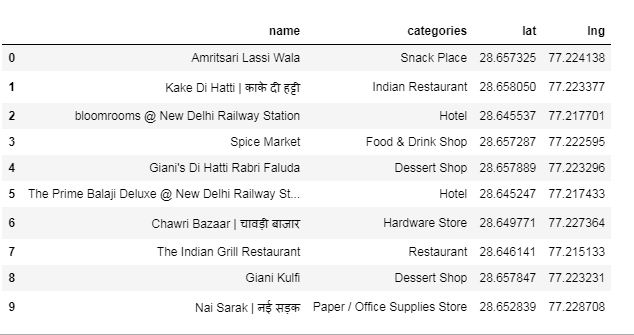 name categories lat lng
0 Amritsari Lassi Wala Snack Place 28.657325 77.224138
1 Kake Di Hatti | काके दी हट्टी Indian Restaurant 28.658050 77.223377
2 bloomrooms @ New Delhi Railway Station Hotel 28.645537 77.217701
3 Spice Market Food & Drink Shop 28.657287 77.222595
4 Giani's Di Hatti Rabri Faluda Dessert Shop 28.657889 77.223296
5 The Prime Balaji Deluxe @ New Delhi Railway St... Hotel 28.645247 77.217433
6 Chawri Bazaar | चावड़ी बाज़ार Hardware Store 28.649771 77.227364
7 The Indian Grill Restaurant Restaurant 28.646141 77.215133
8 Giani Kulfi Dessert Shop 28.657847 77.223231
9 Nai Sarak | नई सड़क Paper / Office Supplies Store 28.652839 77.228708